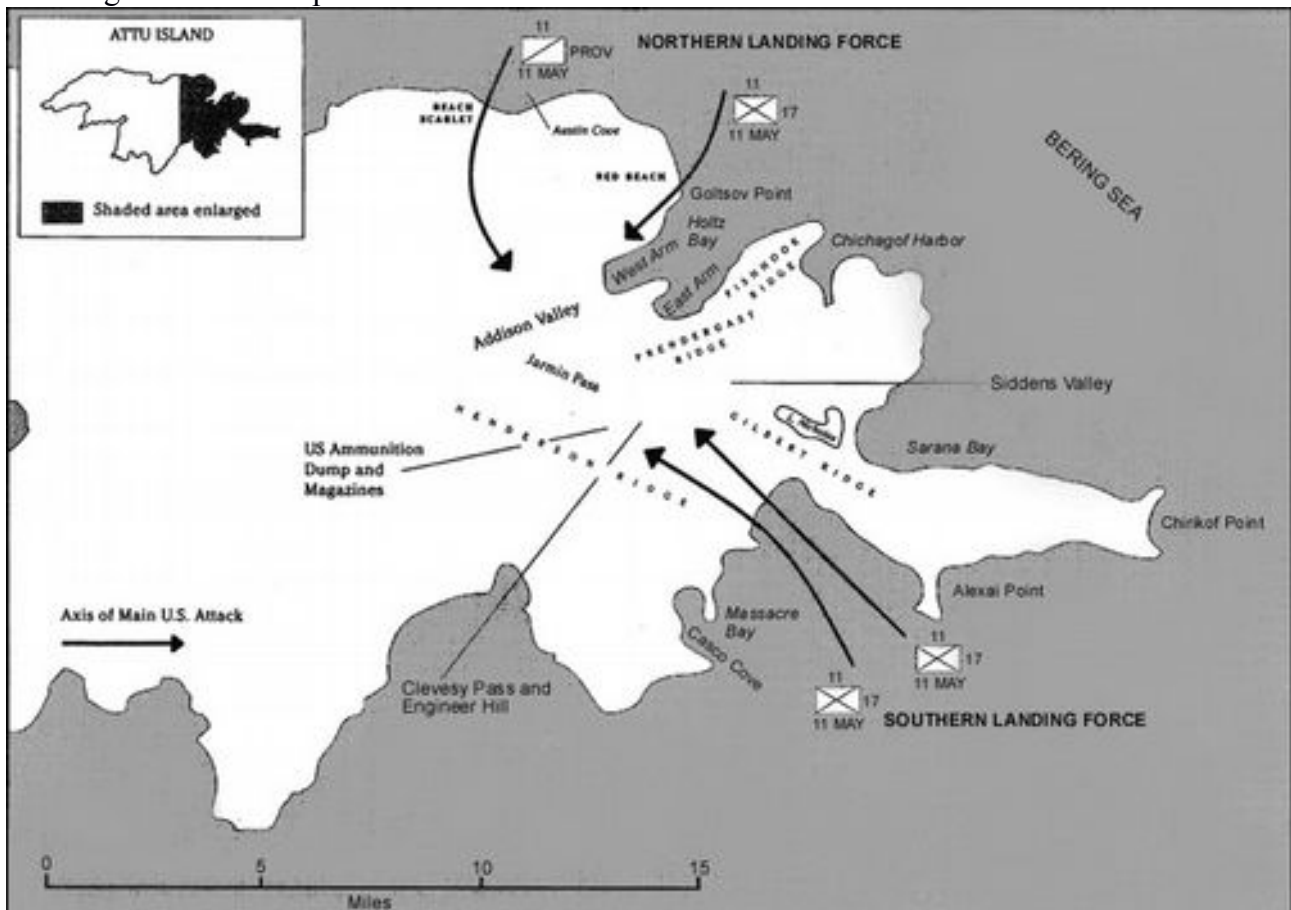 ATTU ISLAND
Shaded area enlarged
11
PROV
11 MAY
NORTHERN LANDING FORCE
11
17
11 MAY
BEACH
SCARLET
Austin Cove
RED BEACH
BERING SEA
Goltsov Point
Holtz
Bay
West Arm
East Arm
Chichagof Harbor
FISHHOOK
RIDGE
Addison Valley
PRENDERGAST
RIDGE
Jarmin Pass
Siddens Valley
HENDERSON RIDGE
GILBERT RIDGE
US Ammunition
Dump and
Magazines
Sarana Bay
Chirikof Point
Alexai Point
Axis of Main U.S. Attack
Massacre
Bay
Casco Cove
11
17
11 MAY
Clevesy Pass and
Engineer Hill
11
17
11 MAY
SOUTHERN LANDING FORCE
0
5
10
15
Miles